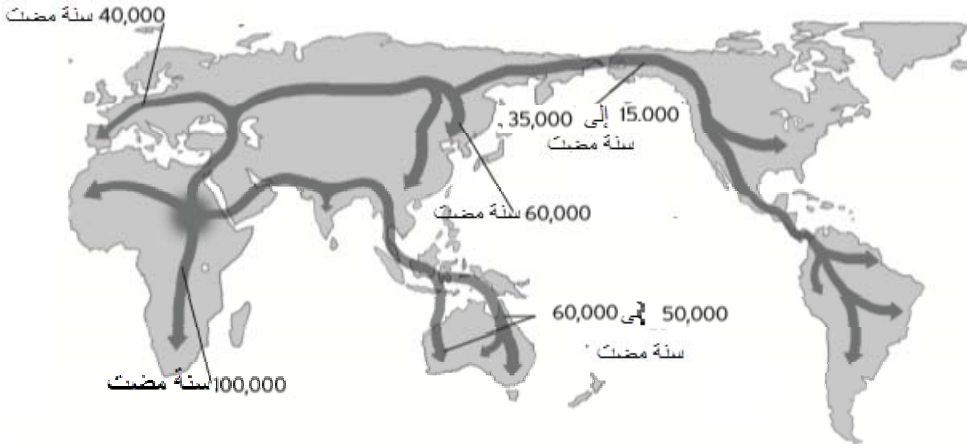 40,000 سنة مضت
15.000 إلى 35,000
سنة مضت
60,000 سنة مضت
50,000 إلى 60,000
سنة مضت
100,000 سنة مضت